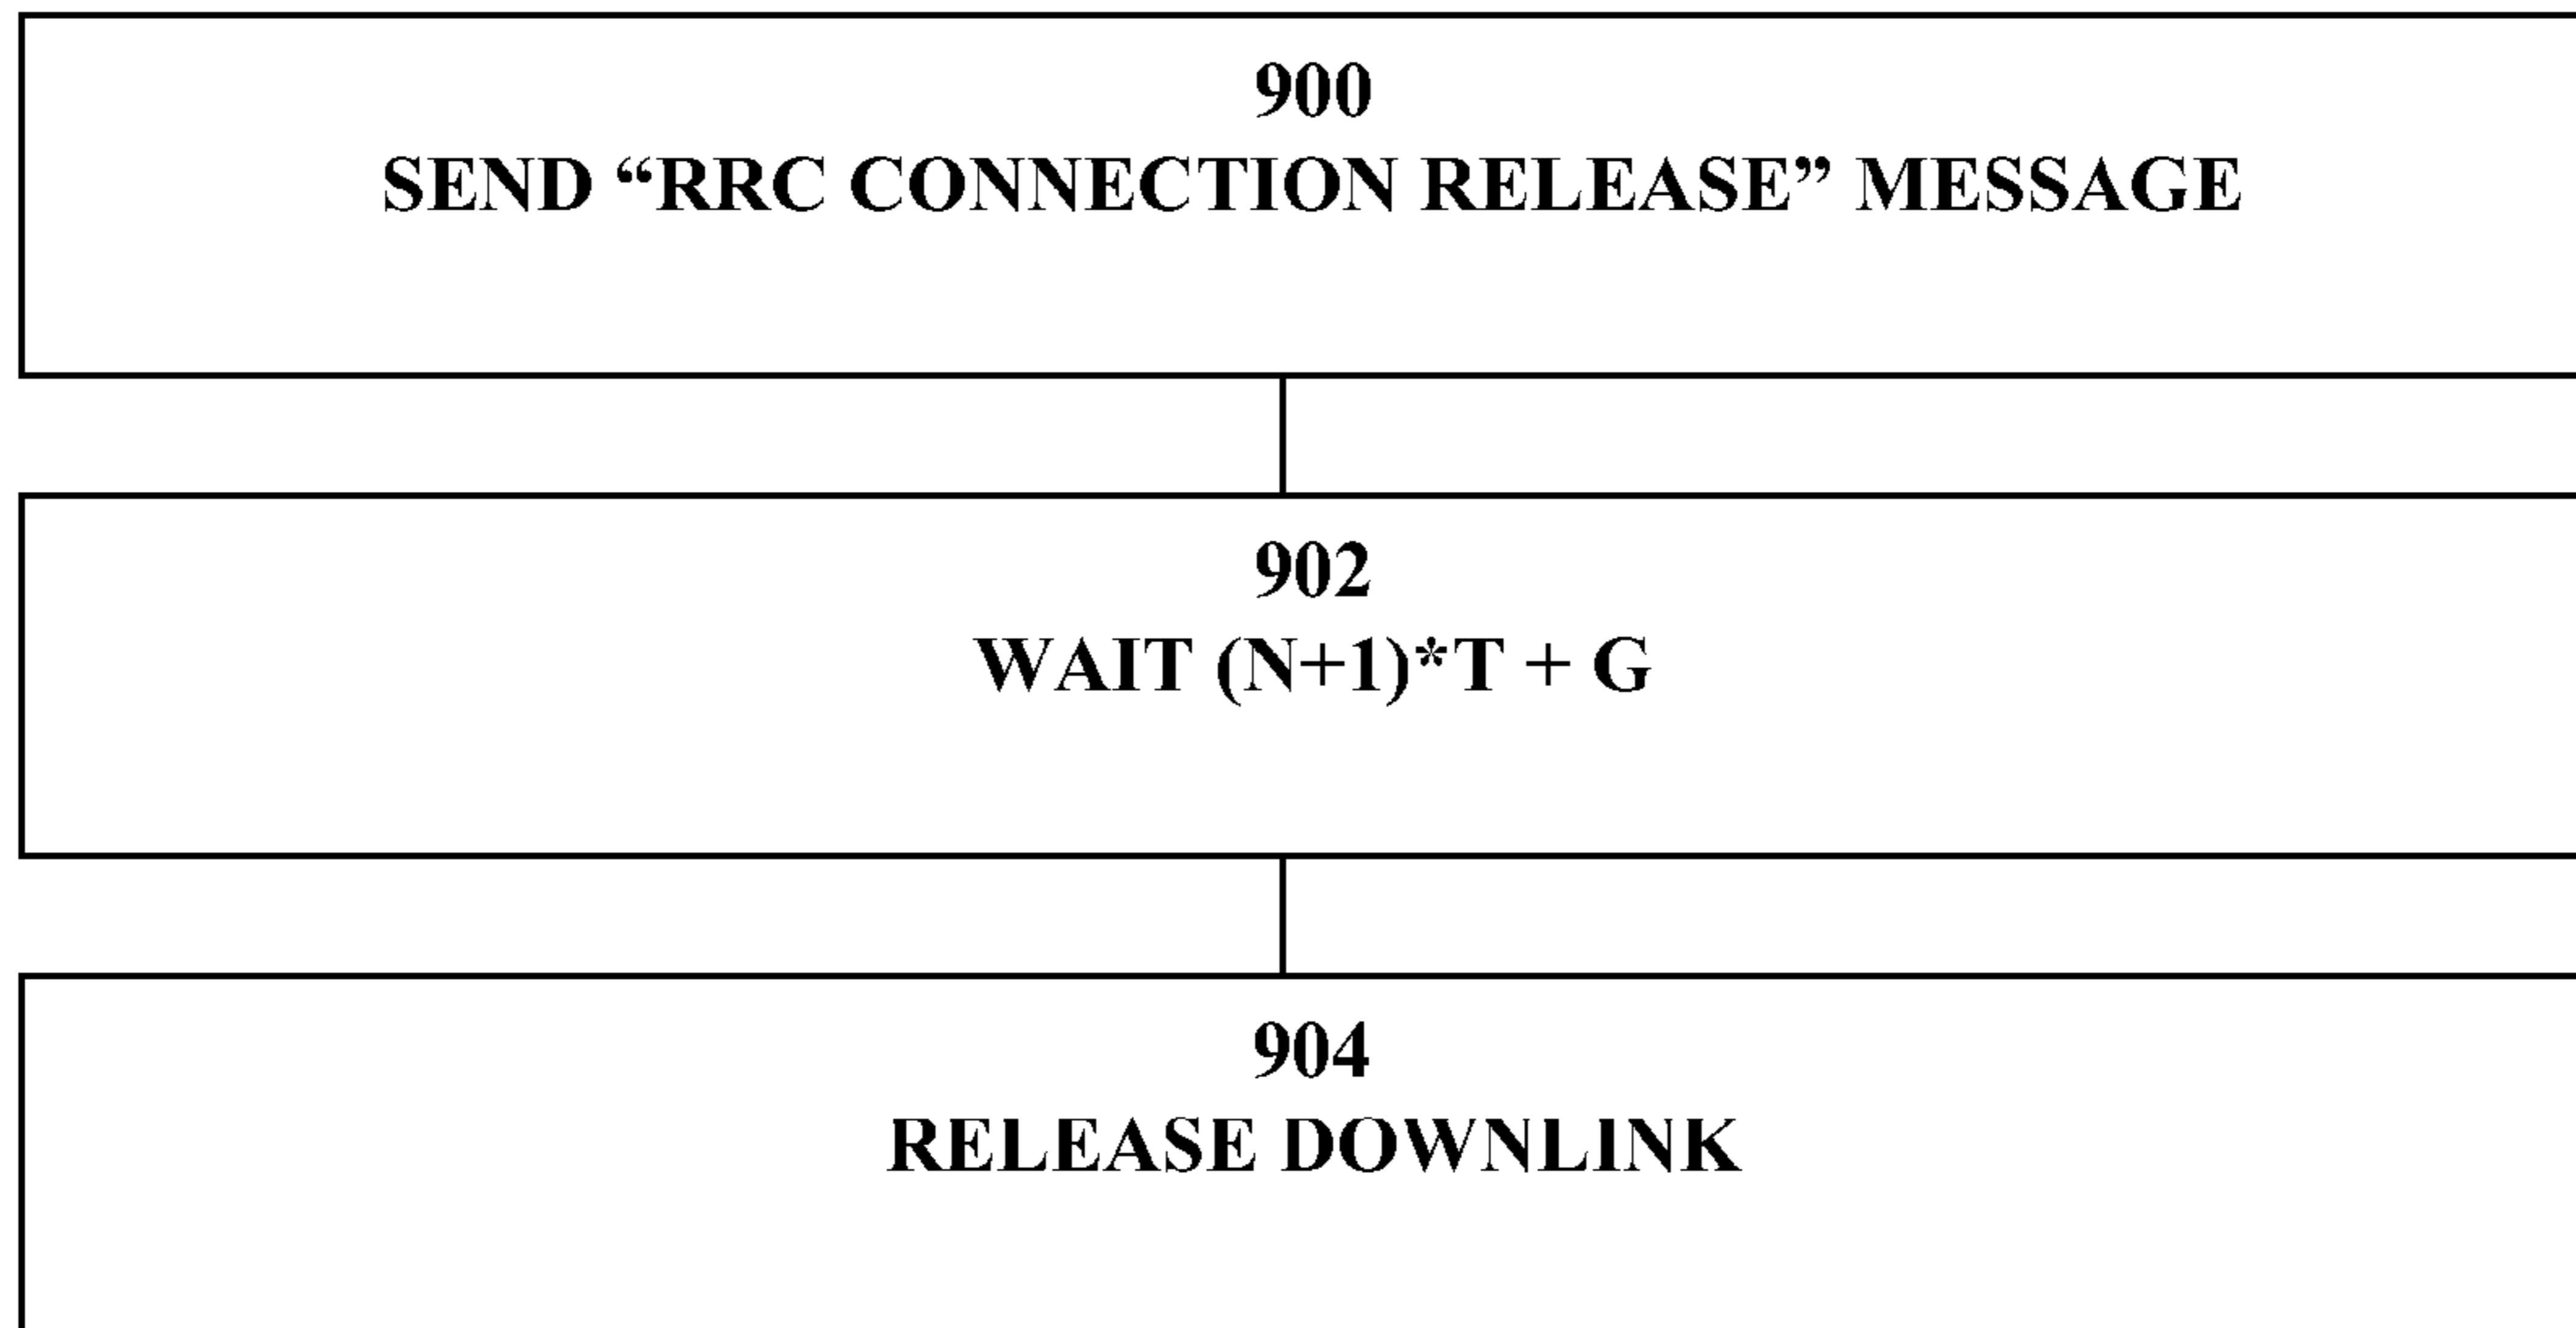 900
SEND “RRC CONNECTION RELEASE” MESSAGE
902
WAIT (N+1)*T + G
904
RELEASE DOWNLINK